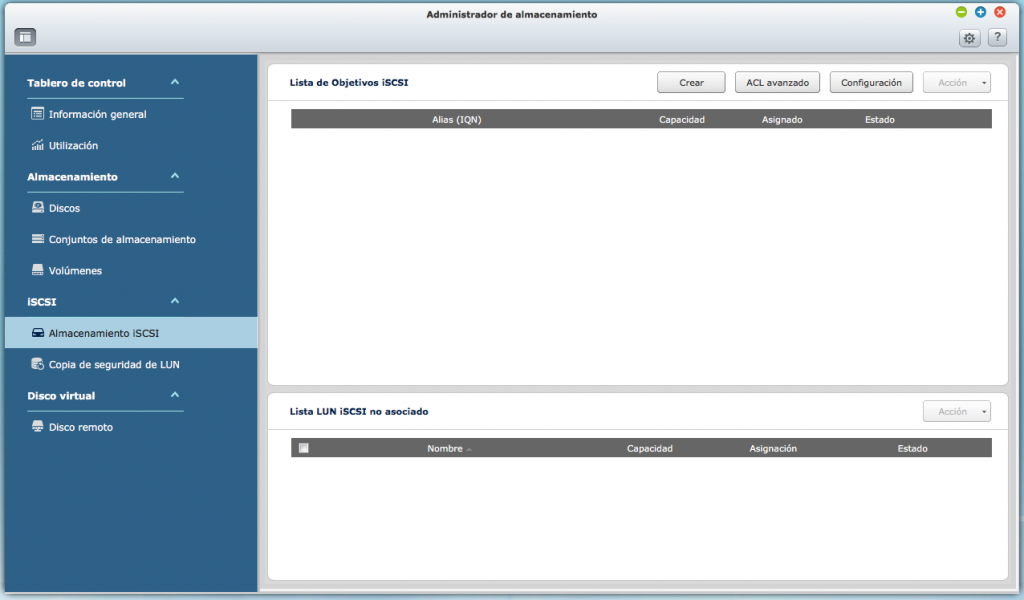 Administrador de almacenamiento
?
Tablero de control
Información general
Utilización
Almacenamiento
Discos
Conjuntos de almacenamiento
Volúmenes
iSCSI
Almacenamiento iSCSI
Copia de seguridad de LUN
Disco virtual
Disco remoto
Lista de Objetivos iSCSI
Crear
ACL avanzado
Configuración
Acción
Alias (IQN) Capacidad Asignado Estado
Lista LUN iSCSI no asociado
Acción
Nombre Capacidad Asignación Estado